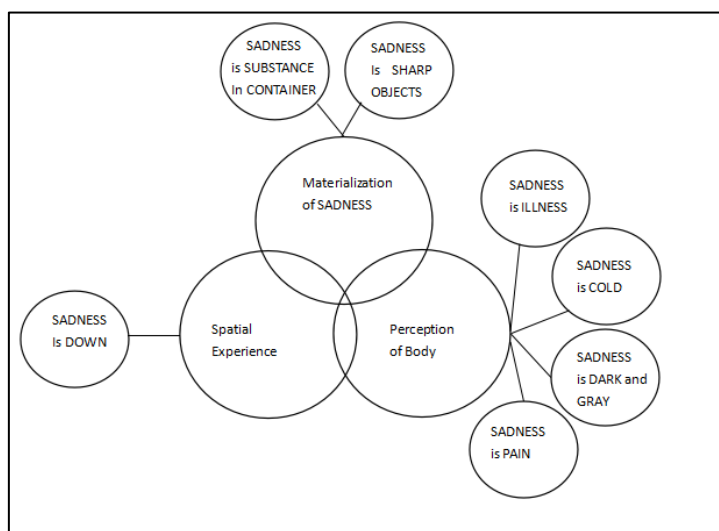 SADNESS
is SUBSTANCE
In CONTAINER
SADNESS
Is SHARP
OBJECTS
Materialization
of SADNESS
SADNESS
is ILLNESS
SADNESS
is COLD
SADNESS
Is DOWN
Spatial
Experience
Perception
of Body
SADNESS
is DARK and
GRAY
SADNESS
is PAIN